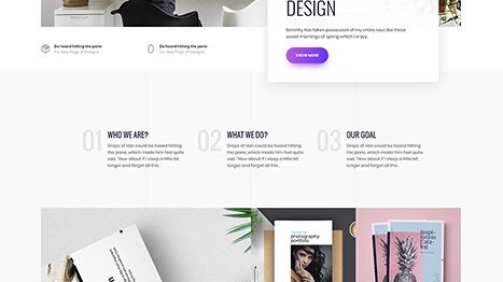 DESIGN
Serenity has taken possession of my entire soul, like these
sweet mornings of spring which I enjoy.
KNOW MORE
Be heard hitting the pane
For New Page of Designs
Be heard hitting the pane
For New Page of Designs
01 WHO WE ARE?
Drops of rain could be heard hitting
the pane, which made him feel quite
sad. "How about if I sleep a little bit
longer and forget all this..
02 WHAT WE DO?
Drops of rain could be heard hitting
the pane, which made him feel quite
sad. "How about if I sleep a little bit
longer and forget all this..
03 OUR GOAL
Drops of rain could be heard hitting
the pane, which made him feel quite
sad. "How about if I sleep a little bit
longer and forget all this..
photography
portfolio